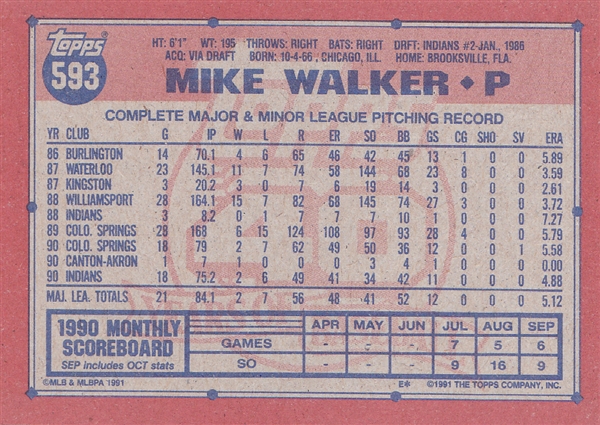 Topps
593
HT: 6'1" WT: 195 THROWS: RIGHT BATS: RIGHT DRFT: INDIANS #2-JAN., 1986
ACQ: VIA DRAFT BORN: 10-4-66, CHICAGO, ILL. HOME: BROOKSVILLE, FLA.
MIKE WALKER • P
COMPLETE MAJOR & MINOR LEAGUE PITCHING RECORD
YR CLUB G IP W L R ER SO BB GS CG SHO SV ERA
86 BURLINGTON 14 70.1 4 6 65 46 42 45 13 1 0 0 5.89
87 WATERLOO 23 145.1 11 7 74 58 144 68 23 8 0 0 3.59
87 KINGSTON 3 20.2 3 0 7 6 19 14 3 0 0 0 2.61
88 WILLIAMSPORT 28 164.1 15 7 82 68 145 74 27 3 0 0 3.72
88 INDIANS 3 8.2 0 1 7 7 7 10 1 0 0 0 7.27
89 COLO. SPRINGS 28 168 6 15 124 108 97 93 28 4 0 0 5.79
90 COLO. SPRINGS 18 79 2 7 62 49 50 36 12 0 0 1 5.58
90 CANTON-AKRON 1 7 1 0 0 0 3 4 1 0 0 0 0.00
90 INDIANS 18 75.2 2 6 49 41 34 42 11 0 0 0 4.88
MAJ. LEA. TOTALS 21 84.1 2 7 56 48 41 52 12 0 0 0 5.12
1990 MONTHLY SCOREBOARD
SEP includes OCT stats
APR MAY JUN JUL AUG SEP
GAMES 7 5 6
SO 9 16 9
©MLB & MLBPA 1991 E* ©1991 THE TOPPS COMPANY, INC.